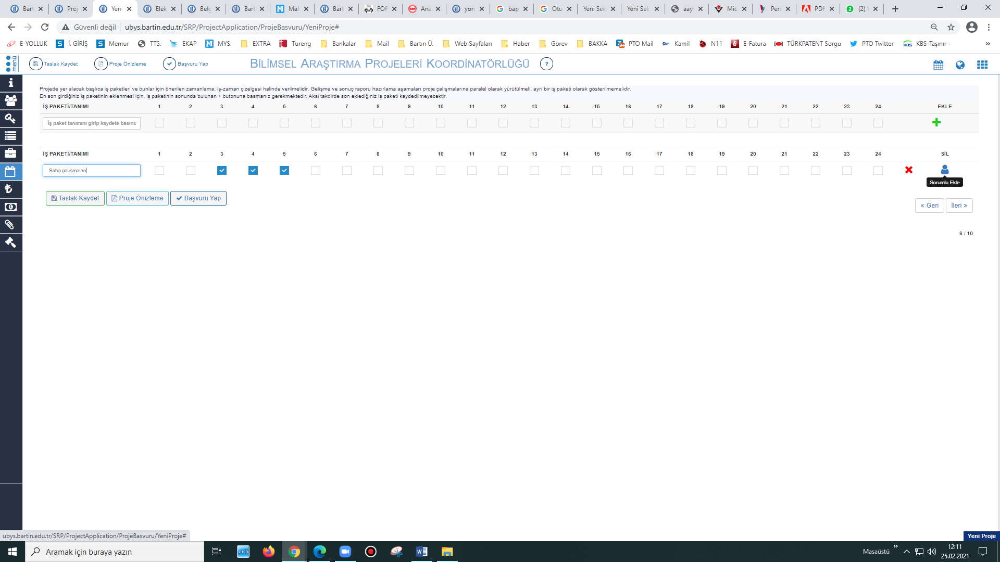 Bart Proj Yeni Elek Belg Bart Mal Bart FOF Ana yon bap Otu Yeni Sek Yeni Sek aay Mic Pers PDF (2)
Güvenli değil ubys.bartin.edu.tr/SRP/ProjectApplication/ProjeBasvuru/YeniProje#
E-YOLLUK İ. GİRİŞ Memur TTS. EKAP MYS. EXTRA Tureng Bankalar Mail Bartın Ü. Web Sayfaları Haber Görev BAKKA PTO Mail Kamil N11 E-Fatura TÜRKPATENT Sorgu PTO Twitter KBS-Taşınır »
menü Taslak Kaydet Proje Önizleme Başvuru Yap BİLİMSEL ARAŞTIRMA PROJELERİ KOORDİNATÖRLÜĞÜ ?
Projede yer alacak başlıca iş paketleri ve bunlar için önerilen zamanlama, iş-zaman çizelgesi halinde verilmelidir. Gelişme ve sonuç raporu hazırlama aşamaları proje çalışmalarına paralel olarak yürütülmeli, ayrı bir iş paketi olarak gösterilmemelidir.
En son girdiğiniz iş paketinin eklenmesi için, iş paketinin sonunda bulunan + butonuna basmanız gerekmektedir. Aksi takdirde son eklediğiniz iş paketi kaydedilmeyecektir.
İŞ PAKETİ/TANIMI 1 2 3 4 5 6 7 8 9 10 11 12 13 14 15 16 17 18 19 20 21 22 23 24 EKLE
İş paket tanımını girip kaydete basını
İŞ PAKETİ/TANIMI 1 2 3 4 5 6 7 8 9 10 11 12 13 14 15 16 17 18 19 20 21 22 23 24 SİL
Saha çalışmaları
Sorumlu Ekle
Taslak Kaydet Proje Önizleme Başvuru Yap
« Geri İleri »
6 / 10
ubys.bartin.edu.tr/SRP/ProjectApplication/ProjeBasvuru/YeniProje#
Yeni Proje
Aramak için buraya yazın
Masaüstü »
12:11
25.02.2021